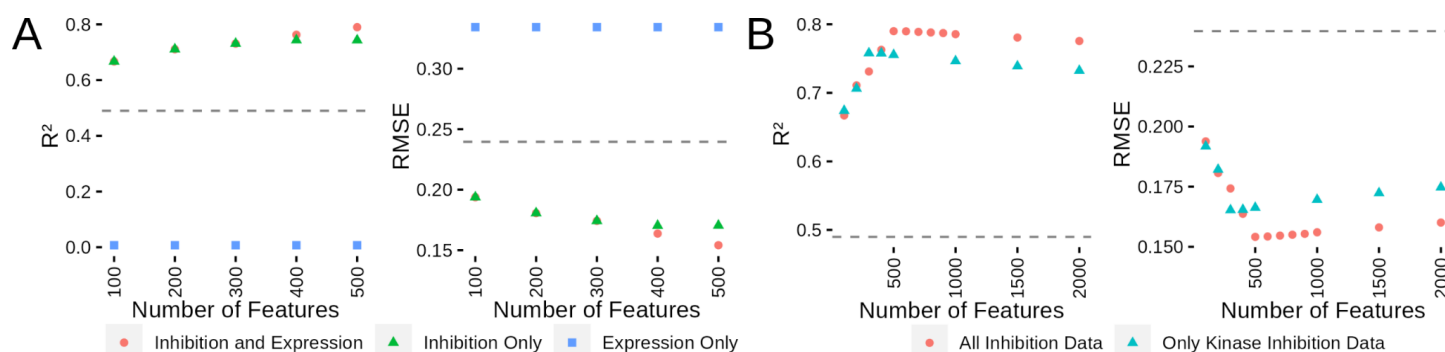 A
R²
0.8
0.6
0.4
0.2
0.0
100
200
300
400
500
Number of Features
RMSE
0.30
0.25
0.20
0.15
100
200
300
400
500
Number of Features
Inhibition and Expression
Inhibition Only
Expression Only
B
R²
0.8
0.7
0.6
0.5
500
1000
1500
2000
Number of Features
RMSE
0.225
0.200
0.175
0.150
500
1000
1500
2000
Number of Features
All Inhibition Data
Only Kinase Inhibition Data